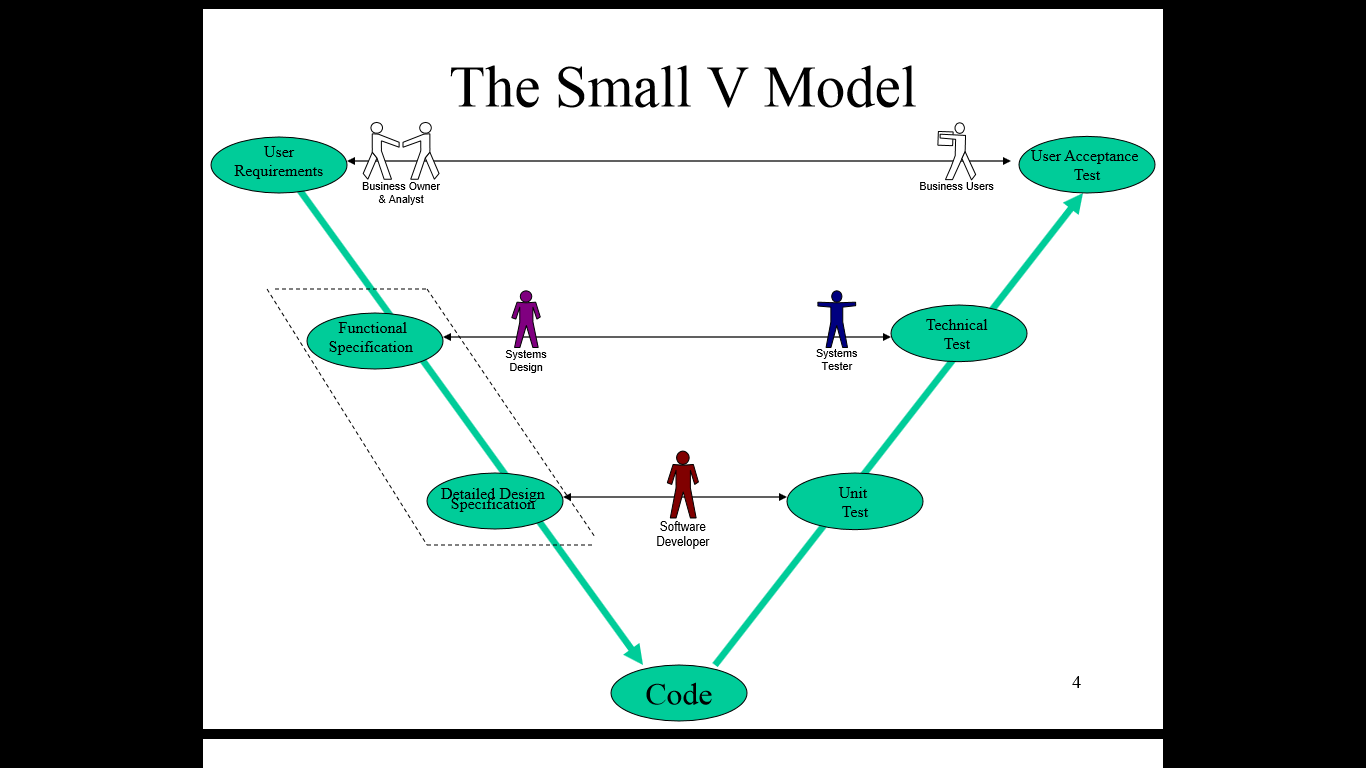 The Small V Model
User
Requirements
Business Owner
& Analyst
Business Users
User Acceptance
Test
Functional
Specification
Systems
Design
Systems
Tester
Technical
Test
Detailed Design
Specification
Software
Developer
Unit
Test
Code
4